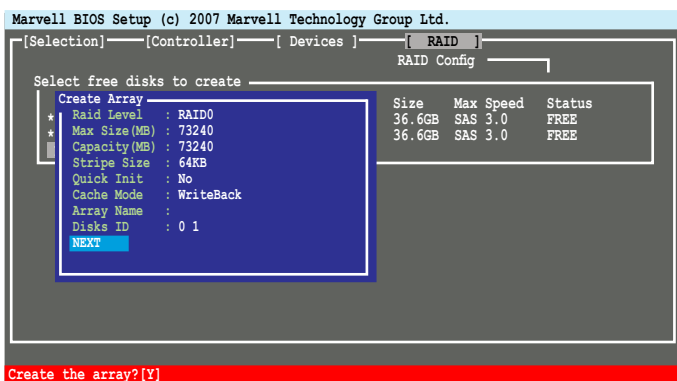 Marvell BIOS Setup (c) 2007 Marvell Technology Group Ltd.
[Selection] [Controller] [ Devices ] [ RAID ]
RAID Config
Select free disks to create
Size Max Speed Status
* 36.6GB SAS 3.0 FREE
* 36.6GB SAS 3.0 FREE
Create Array
Raid Level : RAID0
Max Size(MB) : 73240
Capacity(MB) : 73240
Stripe Size : 64KB
Quick Init : No
Cache Mode : WriteBack
Array Name :
Disks ID : 0 1
NEXT
Create the array?[Y]